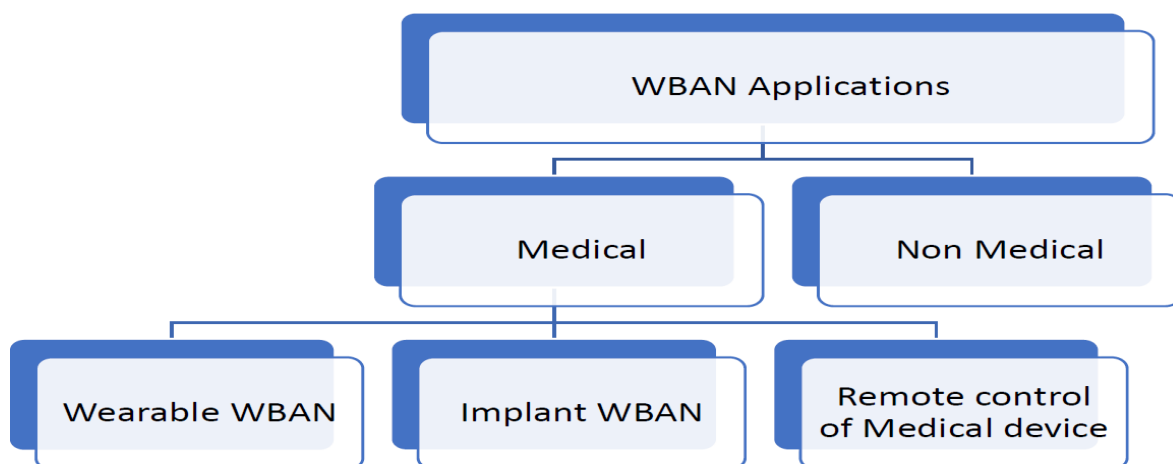 WBAN Applications
Medical
Non Medical
Wearable WBAN
Implant WBAN
Remote control
of Medical device